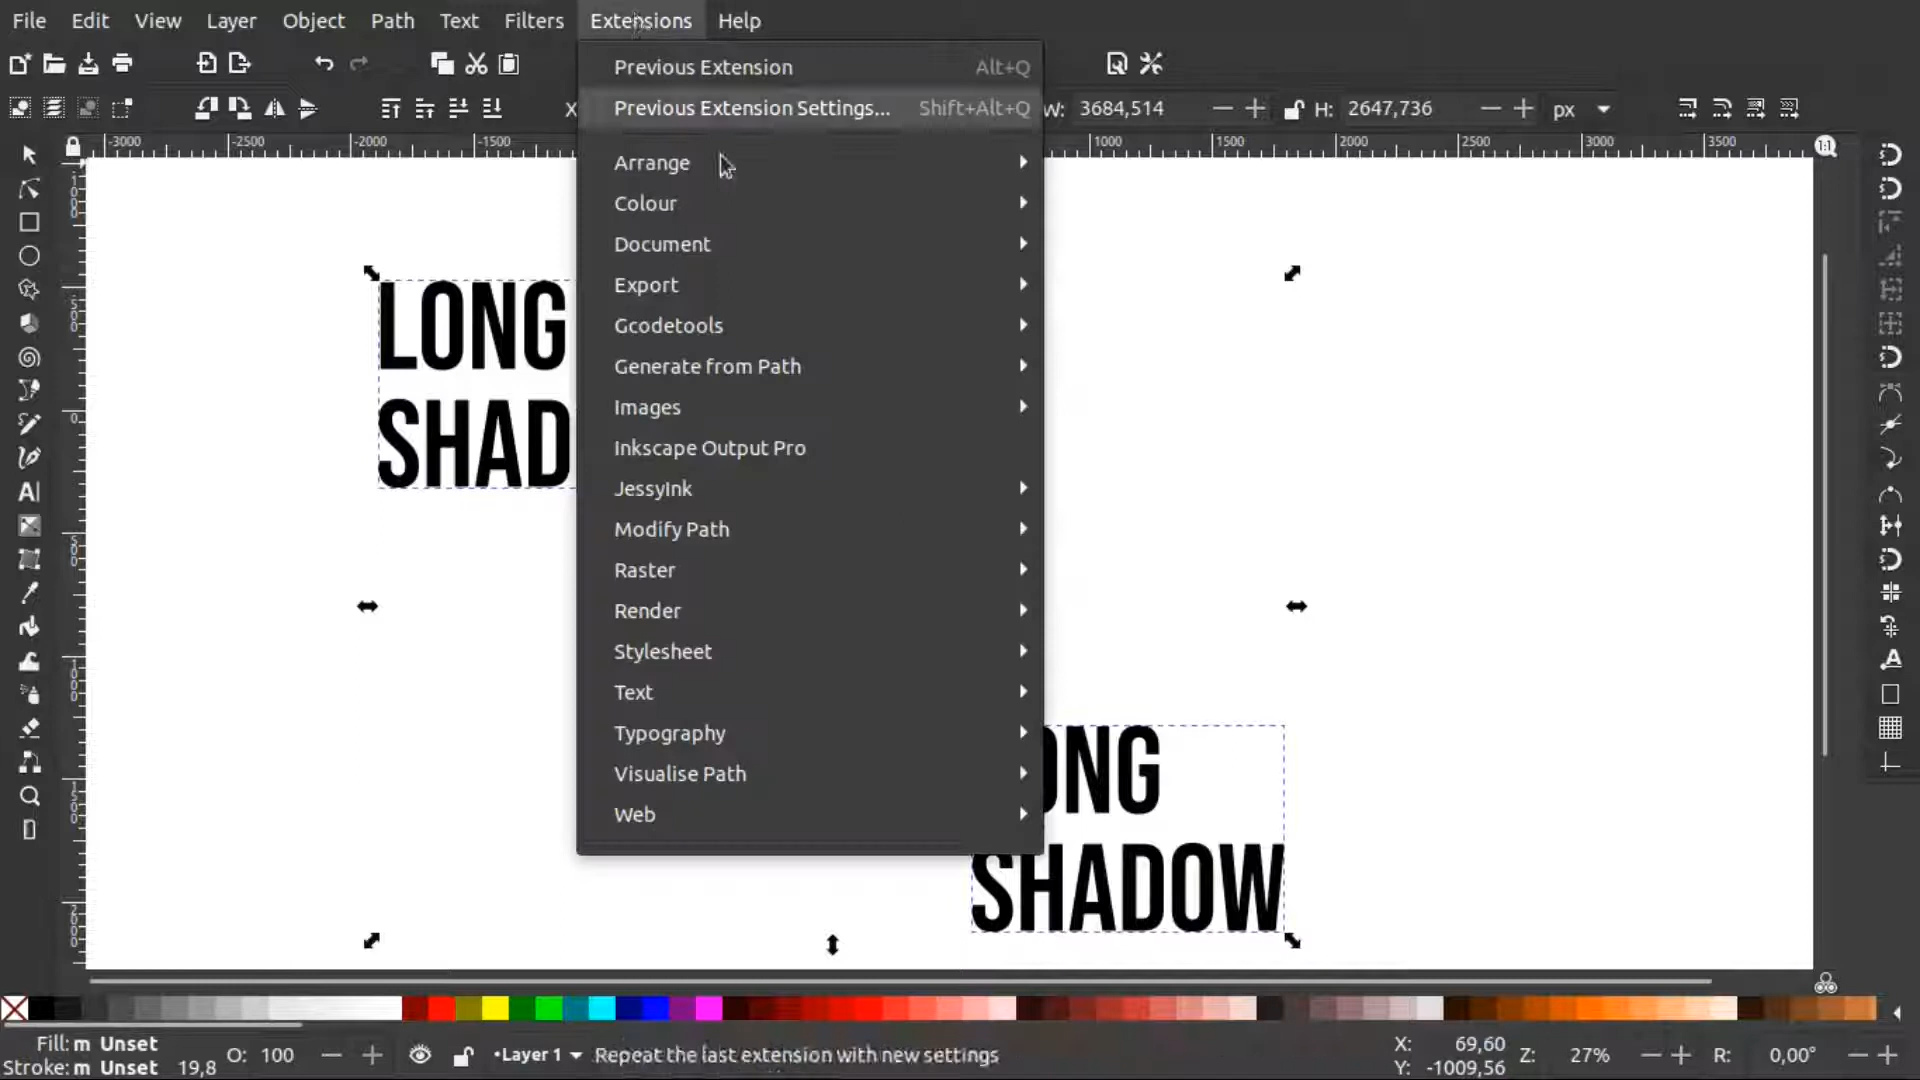 File Edit View Layer Object Path Text Filters Extensions Help
Previous Extension Alt+Q
Previous Extension Settings... Shift+Alt+Q
X W: 3684,514 H: 2647,736 px
-3000 -2500 -2000 -1500 1000 1500 2000 2500 3000 3500
1:1
Arrange
Colour
Document
Export
Gcodetools
Generate from Path
Images
Inkscape Output Pro
JessyInk
Modify Path
Raster
Render
Stylesheet
Text
Typography
Visualise Path
Web
LONG
SHAD
ONG
SHADOW
Fill: m Unset
Stroke: m Unset 19,8
O: 100
•Layer 1
Repeat the last extension with new settings
X: 69,60
Y: -1009,56
Z: 27%
R: 0,00°